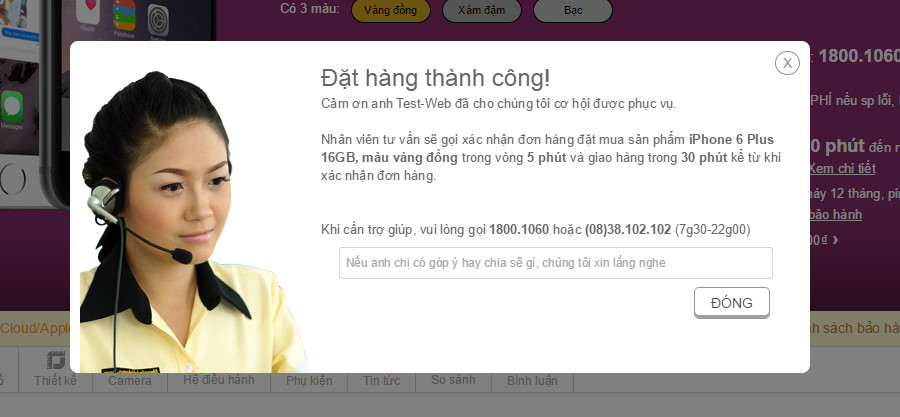 Có 3 màu:
Vàng đồng
Xám đậm
Bạc
X
1800.1060
Đặt hàng thành công!
Cảm ơn anh Test-Web đã cho chúng tôi cơ hội được phục vụ.
PHÍ nếu sp lỗi,
Nhân viên tư vấn sẽ gọi xác nhận đơn hàng đặt mua sản phẩm iPhone 6 Plus
16GB, màu vàng đồng trong vòng 5 phút và giao hàng trong 30 phút kể từ khi
xác nhận đơn hàng.
0 phút đến
Xem chi tiết
máy 12 tháng,
bảo hành
Khi cần trợ giúp, vui lòng gọi 1800.1060 hoặc (08)38.102.102 (7g30-22g00)
00₫ ›
Nếu anh chị có góp ý hay chia sẽ gì, chúng tôi xin lắng nghe
ĐÓNG
Cloud/Apple
sách bảo
Thiết kế
Camera
Hệ điều hành
Phụ kiện
Tin tức
So sánh
Bình luận